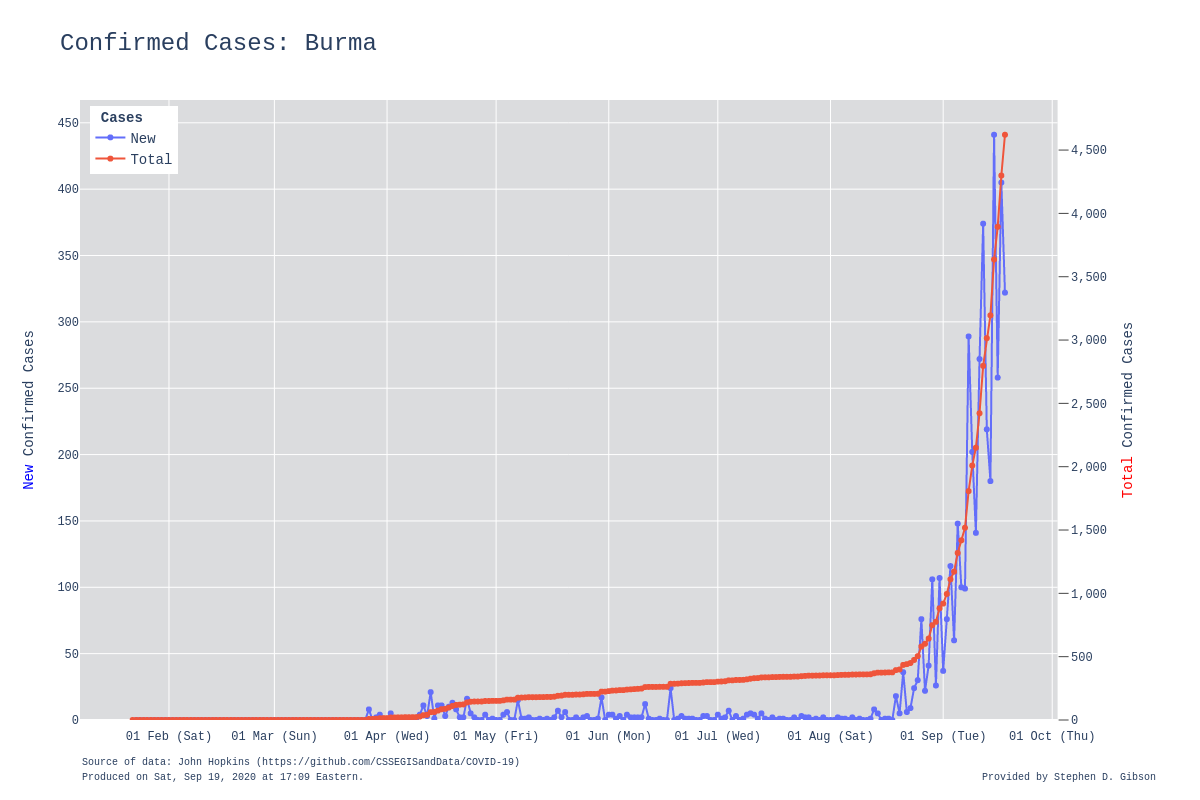 Confirmed Cases: Burma
Cases
New
Total
450
400
350
300
250
200
150
100
50
0
New Confirmed Cases
4,500
4,000
3,500
3,000
2,500
2,000
1,500
1,000
500
0
Total Confirmed Cases
01 Feb (Sat) 01 Mar (Sun) 01 Apr (Wed) 01 May (Fri) 01 Jun (Mon) 01 Jul (Wed) 01 Aug (Sat) 01 Sep (Tue) 01 Oct (Thu)
Source of data: John Hopkins (https://github.com/CSSEGISandData/COVID-19)
Produced on Sat, Sep 19, 2020 at 17:09 Eastern.
Provided by Stephen D. Gibson